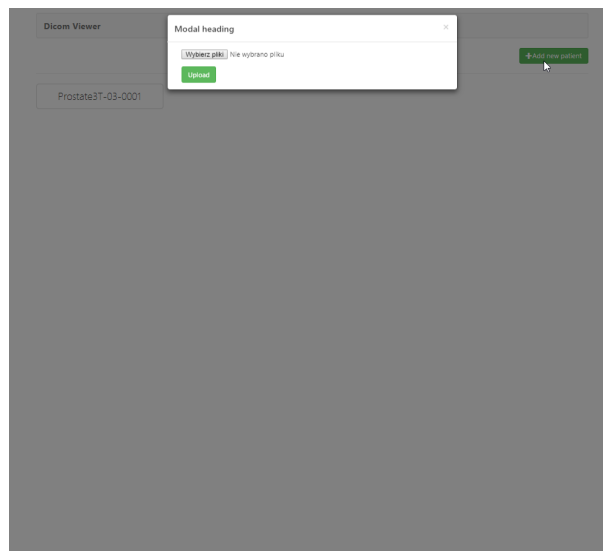 Dicom Viewer
Modal heading
×
Wybierz pliki Nie wybrano pliku
Upload
+Add new patient
Prostate3T-03-0001